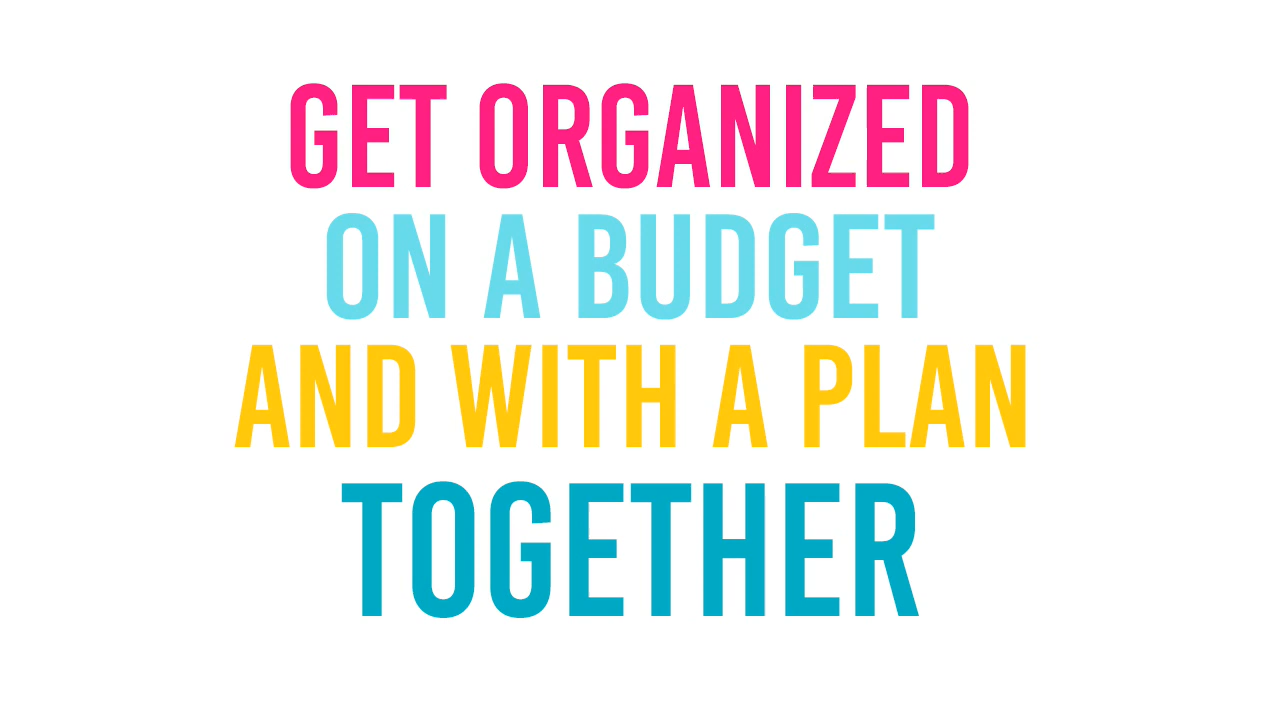 GET ORGANIZED
ON A BUDGET
AND WITH A PLAN
TOGETHER